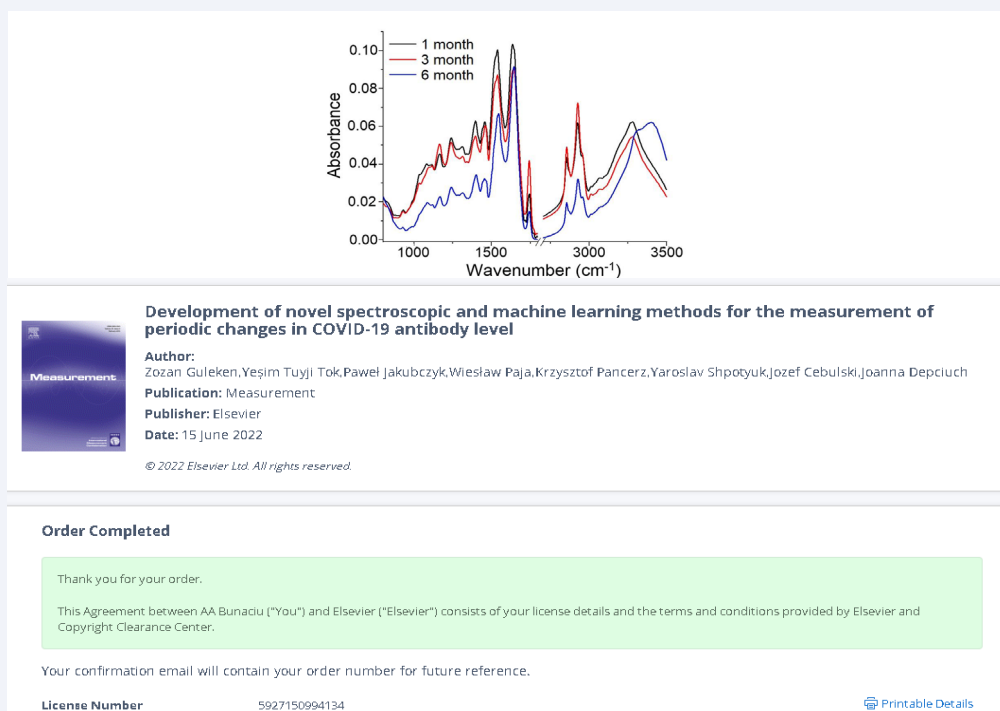 1 month
3 month
6 month
0.10
0.08
0.06
0.04
0.02
0.00
Absorbance
1000 1500 3000 3500
Wavenumber (cm⁻¹)
Development of novel spectroscopic and machine learning methods for the measurement of
periodic changes in COVID-19 antibody level
Measurement
Author:
Zozan Guleken,Yeşim Tuyji Tok,Paweł Jakubczyk,Wiesław Paja,Krzysztof Pancerz,Yaroslav Shpotyuk,Jozef Cebulski,Joanna Depciuch
Publication: Measurement
Publisher: Elsevier
Date: 15 June 2022
© 2022 Elsevier Ltd. All rights reserved.
Order Completed
Thank you for your order.
This Agreement between AA Bunaciu ("You") and Elsevier ("Elsevier") consists of your license details and the terms and conditions provided by Elsevier and
Copyright Clearance Center.
Your confirmation email will contain your order number for future reference.
License Number 5927150994134
Printable Details